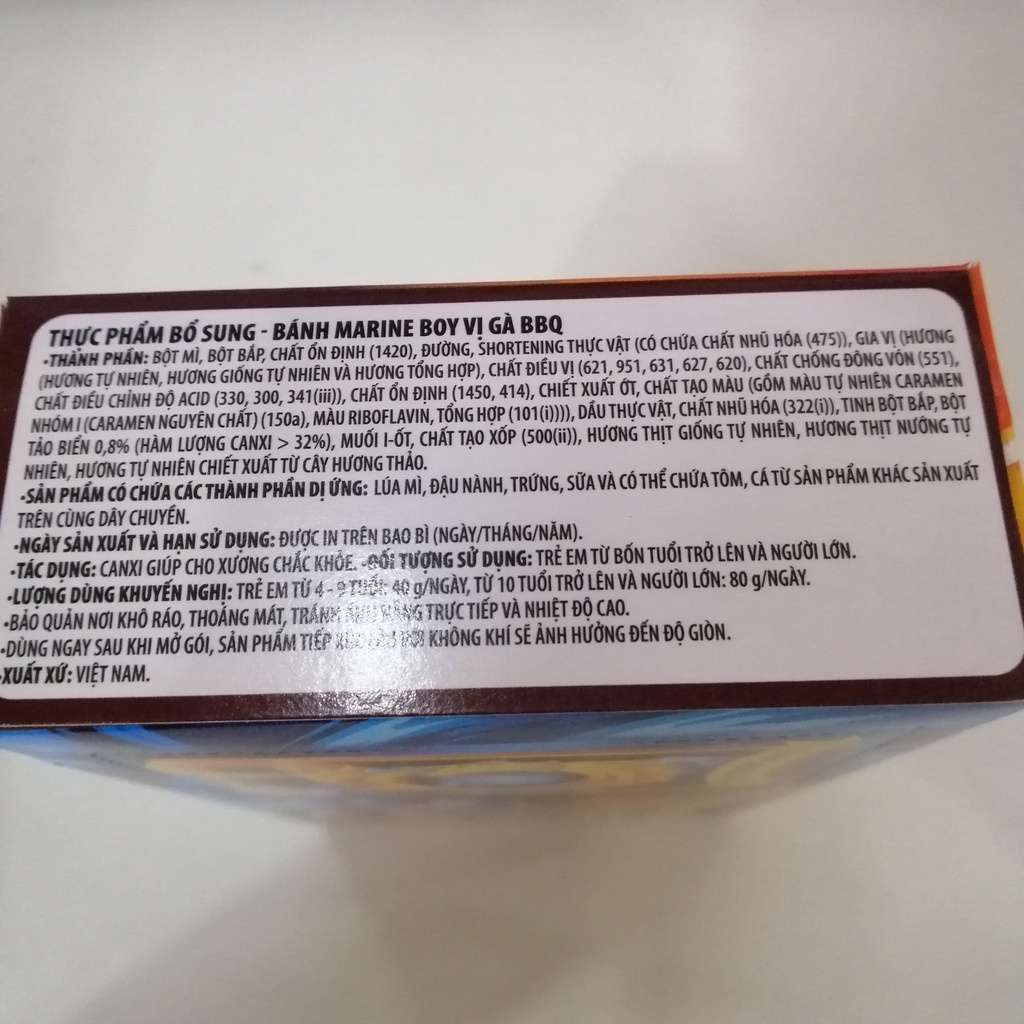 THỰC PHẨM BỔ SUNG - BÁNH MARINE BOY VỊ GÀ BBQ
•THÀNH PHẦN: BỘT MÌ, BỘT BẮP, CHẤT ỔN ĐỊNH (1420), ĐƯỜNG, SHORTENING THỰC VẬT (CÓ CHỨA CHẤT NHŨ HÓA (475)), GIA VỊ (HƯƠNG
(HƯƠNG TỰ NHIÊN, HƯƠNG GIỐNG TỰ NHIÊN VÀ HƯƠNG TỔNG HỢP), CHẤT ĐIỀU VỊ (621, 951, 631, 627, 620), CHẤT CHỐNG ĐÔNG VÓN (551),
CHẤT ĐIỀU CHỈNH ĐỘ ACID (330, 300, 341(iii)), CHẤT ỔN ĐỊNH (1450, 414), CHIẾT XUẤT ỚT, CHẤT TẠO MÀU (GỒM MÀU TỰ NHIÊN CARAMEN
NHÓM I (CARAMEN NGUYÊN CHẤT) (150a), MÀU RIBOFLAVIN, TỔNG HỢP (101(i)))), DẦU THỰC VẬT, CHẤT NHŨ HÓA (322(i)), TINH BỘT BẮP, BỘT
TẢO BIỂN 0,8% (HÀM LƯỢNG CANXI > 32%), MUỐI I-ỐT, CHẤT TẠO XỐP (500(ii)), HƯƠNG THỊT GIỐNG TỰ NHIÊN, HƯƠNG THỊT NƯỚNG TỰ
NHIÊN, HƯƠNG TỰ NHIÊN CHIẾT XUẤT TỪ CÂY HƯƠNG THẢO.
•SẢN PHẨM CÓ CHỨA CÁC THÀNH PHẦN DỊ ỨNG: LÚA MÌ, ĐẬU NÀNH, TRỨNG, SỮA VÀ CÓ THỂ CHỨA TÔM, CÁ TỪ SẢN PHẨM KHÁC SẢN XUẤT
TRÊN CÙNG DÂY CHUYỀN.
•NGÀY SẢN XUẤT VÀ HẠN SỬ DỤNG: ĐƯỢC IN TRÊN BAO BÌ (NGÀY/THÁNG/NĂM).
•TÁC DỤNG: CANXI GIÚP CHO XƯƠNG CHẮC KHỎE. •ĐỐI TƯỢNG SỬ DỤNG: TRẺ EM TỪ BỐN TUỔI TRỞ LÊN VÀ NGƯỜI LỚN.
•LƯỢNG DÙNG KHUYẾN NGHỊ: TRẺ EM TỪ 4 - 9 TUỔI: 40 g/NGÀY, TỪ 10 TUỔI TRỞ LÊN VÀ NGƯỜI LỚN: 80 g/NGÀY.
•BẢO QUẢN NƠI KHÔ RÁO, THOÁNG MÁT, TRÁNH ÁNH NẮNG TRỰC TIẾP VÀ NHIỆT ĐỘ CAO.
•DÙNG NGAY SAU KHI MỞ GÓI, SẢN PHẨM TIẾP XÚC LÂU VỚI KHÔNG KHÍ SẼ ẢNH HƯỞNG ĐẾN ĐỘ GIÒN.
•XUẤT XỨ: VIỆT NAM.